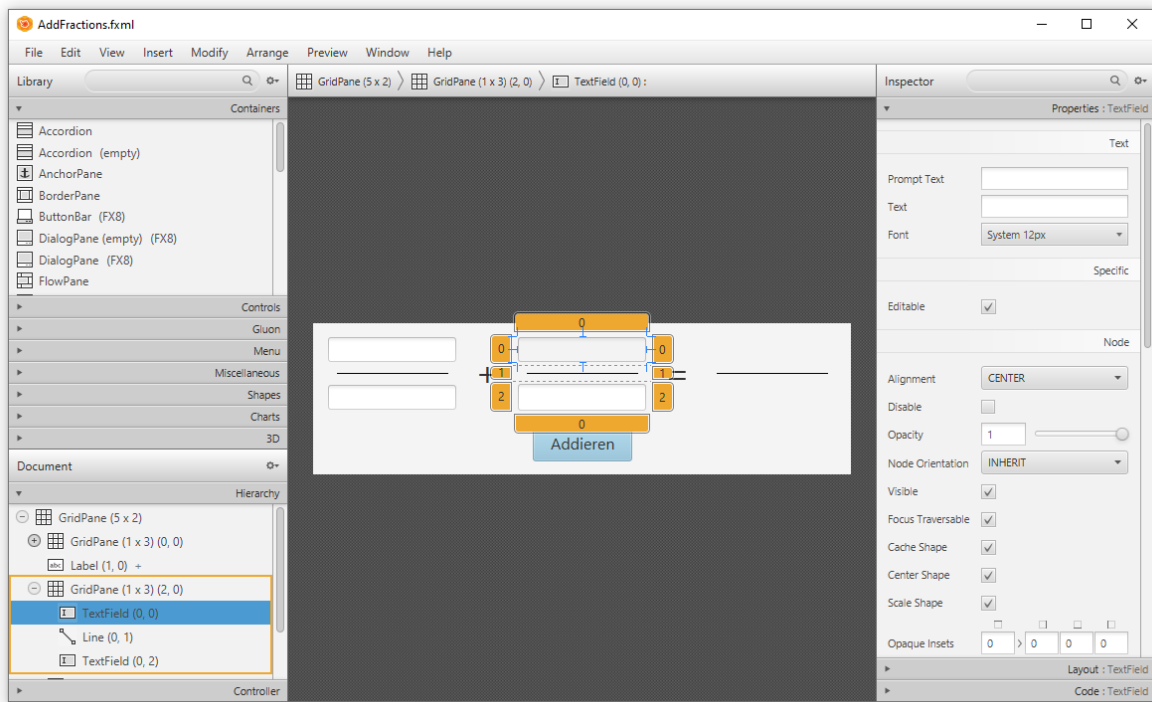 AddFractions.fxml
File Edit View Insert Modify Arrange Preview Window Help
Library
GridPane (5 x 2) GridPane (1 x 3) (2, 0) TextField (0, 0) :
Inspector
Containers
Properties : TextField
Accordion
Accordion (empty)
AnchorPane
BorderPane
ButtonBar (FX8)
DialogPane (empty) (FX8)
DialogPane (FX8)
FlowPane
Controls
Gluon
Menu
Miscellaneous
Shapes
Charts
3D
Document
Hierarchy
GridPane (5 x 2)
GridPane (1 x 3) (0, 0)
abc Label (1, 0) +
GridPane (1 x 3) (2, 0)
TextField (0, 0)
Line (0, 1)
TextField (0, 2)
Controller
0
0 0
+ 1 1 =
2 2
0
Addieren
Text
Prompt Text
Text
Font System 12px
Specific
Editable
Node
Alignment CENTER
Disable
Opacity 1
Node Orientation INHERIT
Visible
Focus Traversable
Cache Shape
Center Shape
Scale Shape
Opaque Insets 0 0 0 0
Layout : TextField
Code : TextField